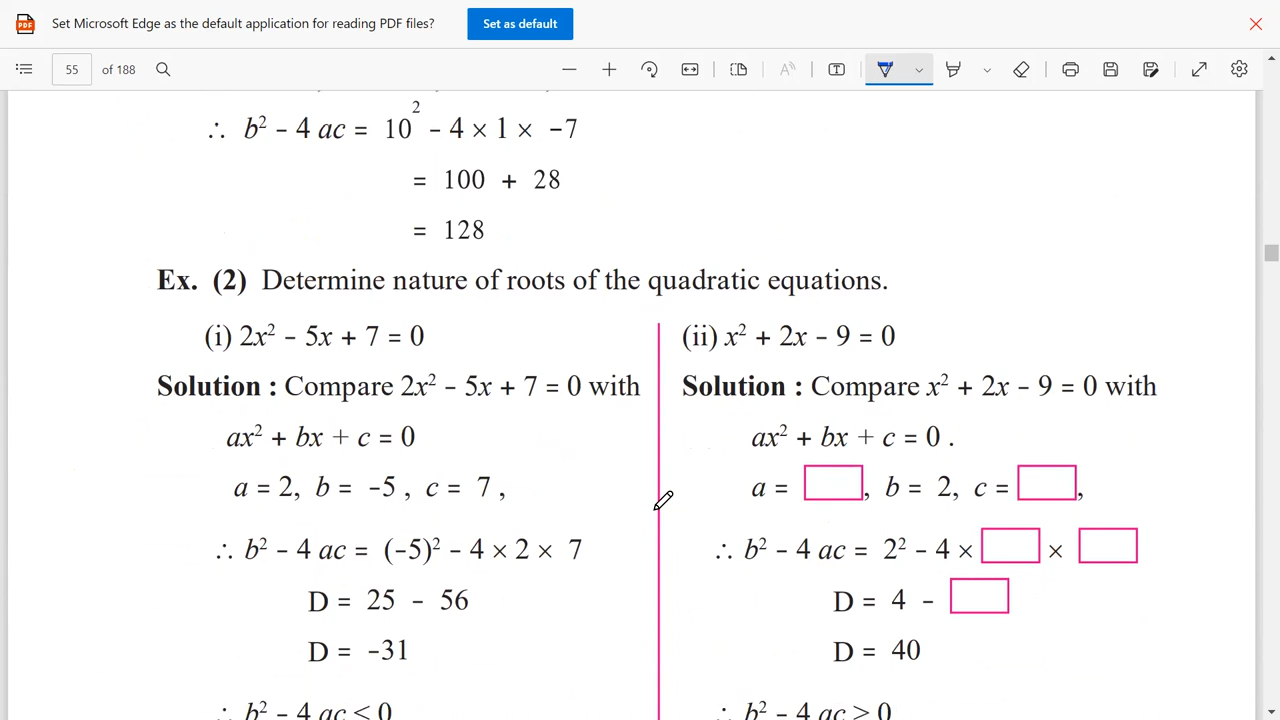 Set Microsoft Edge as the default application for reading PDF files? Set as default
55 of 188
∴ b² – 4 ac = 10² – 4 × 1 × –7
= 100 + 28
= 128
Ex. (2) Determine nature of roots of the quadratic equations.
(i) 2x² – 5x + 7 = 0
Solution : Compare 2x² – 5x + 7 = 0 with
ax² + bx + c = 0
a = 2, b = –5 , c = 7 ,
∴ b² – 4 ac = (–5)² – 4 × 2 × 7
D = 25 – 56
D = –31
∴ b² – 4 ac < 0
(ii) x² + 2x – 9 = 0
Solution : Compare x² + 2x – 9 = 0 with
ax² + bx + c = 0 .
a = , b = 2, c = ,
∴ b² – 4 ac = 2² – 4 × ×
D = 4 –
D = 40
∴ b² – 4 ac > 0